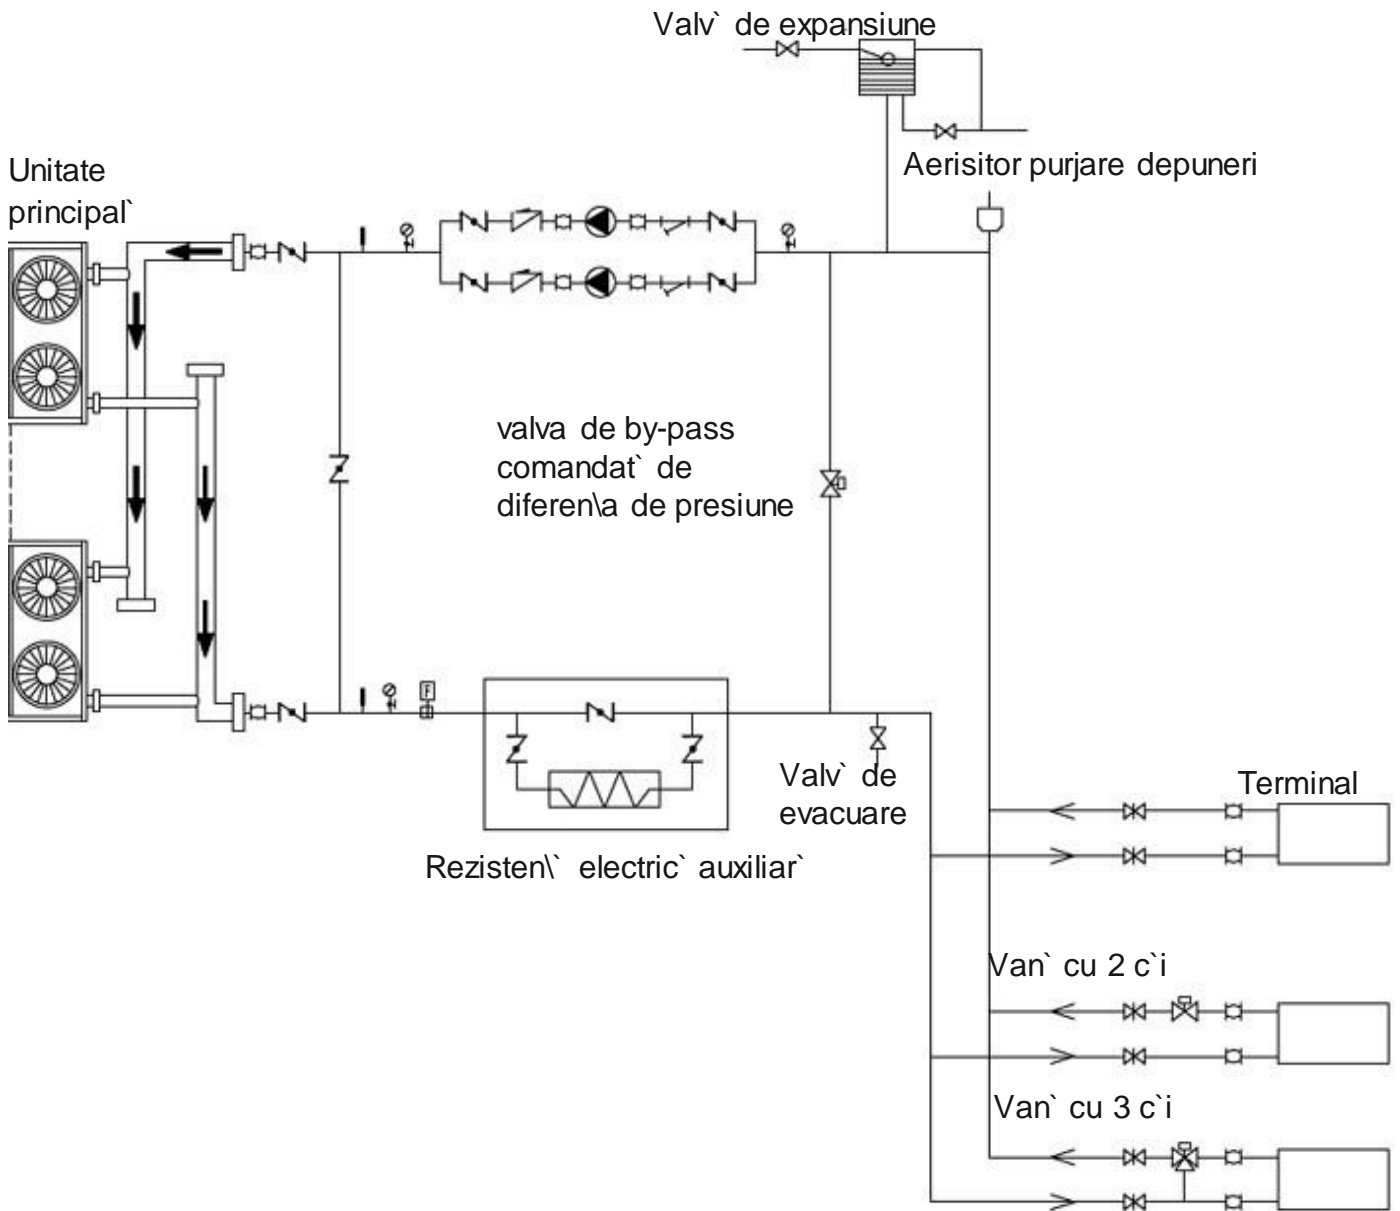 Valv` de expansiune
Aerisitor purjare depuneri
Unitate
principal`
valva de by-pass
comandat` de
diferen\a de presiune
F
Valv` de
evacuare
Terminal
Rezisten\` electric` auxiliar`
Van` cu 2 c`i
Van` cu 3 c`i